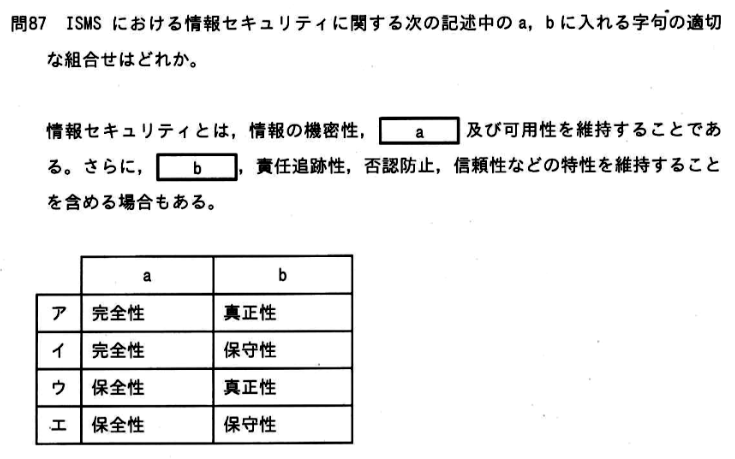 問87 ISMS における情報セキュリティに関する次の記述中の a，b に入れる字句の適切
な組合せはどれか。
情報セキュリティとは，情報の機密性， a 及び可用性を維持することであ
る。さらに， b ，責任追跡性，否認防止，信頼性などの特性を維持すること
を含める場合もある。
a b
ア 完全性 真正性
イ 完全性 保守性
ウ 保全性 真正性
エ 保全性 保守性